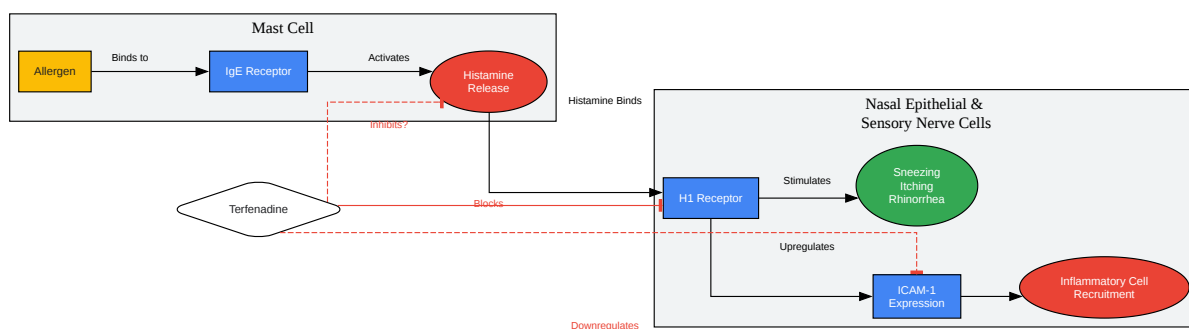 Mast Cell
Allergen
Binds to
IgE Receptor
Activates
Histamine
Release
Inhibits?
Histamine Binds
Nasal Epithelial &
Sensory Nerve Cells
Terfenadine
Blocks
H1 Receptor
Stimulates
Sneezing
Itching
Rhinorrhea
Upregulates
ICAM-1
Expression
Inflammatory Cell
Recruitment
Downregulates